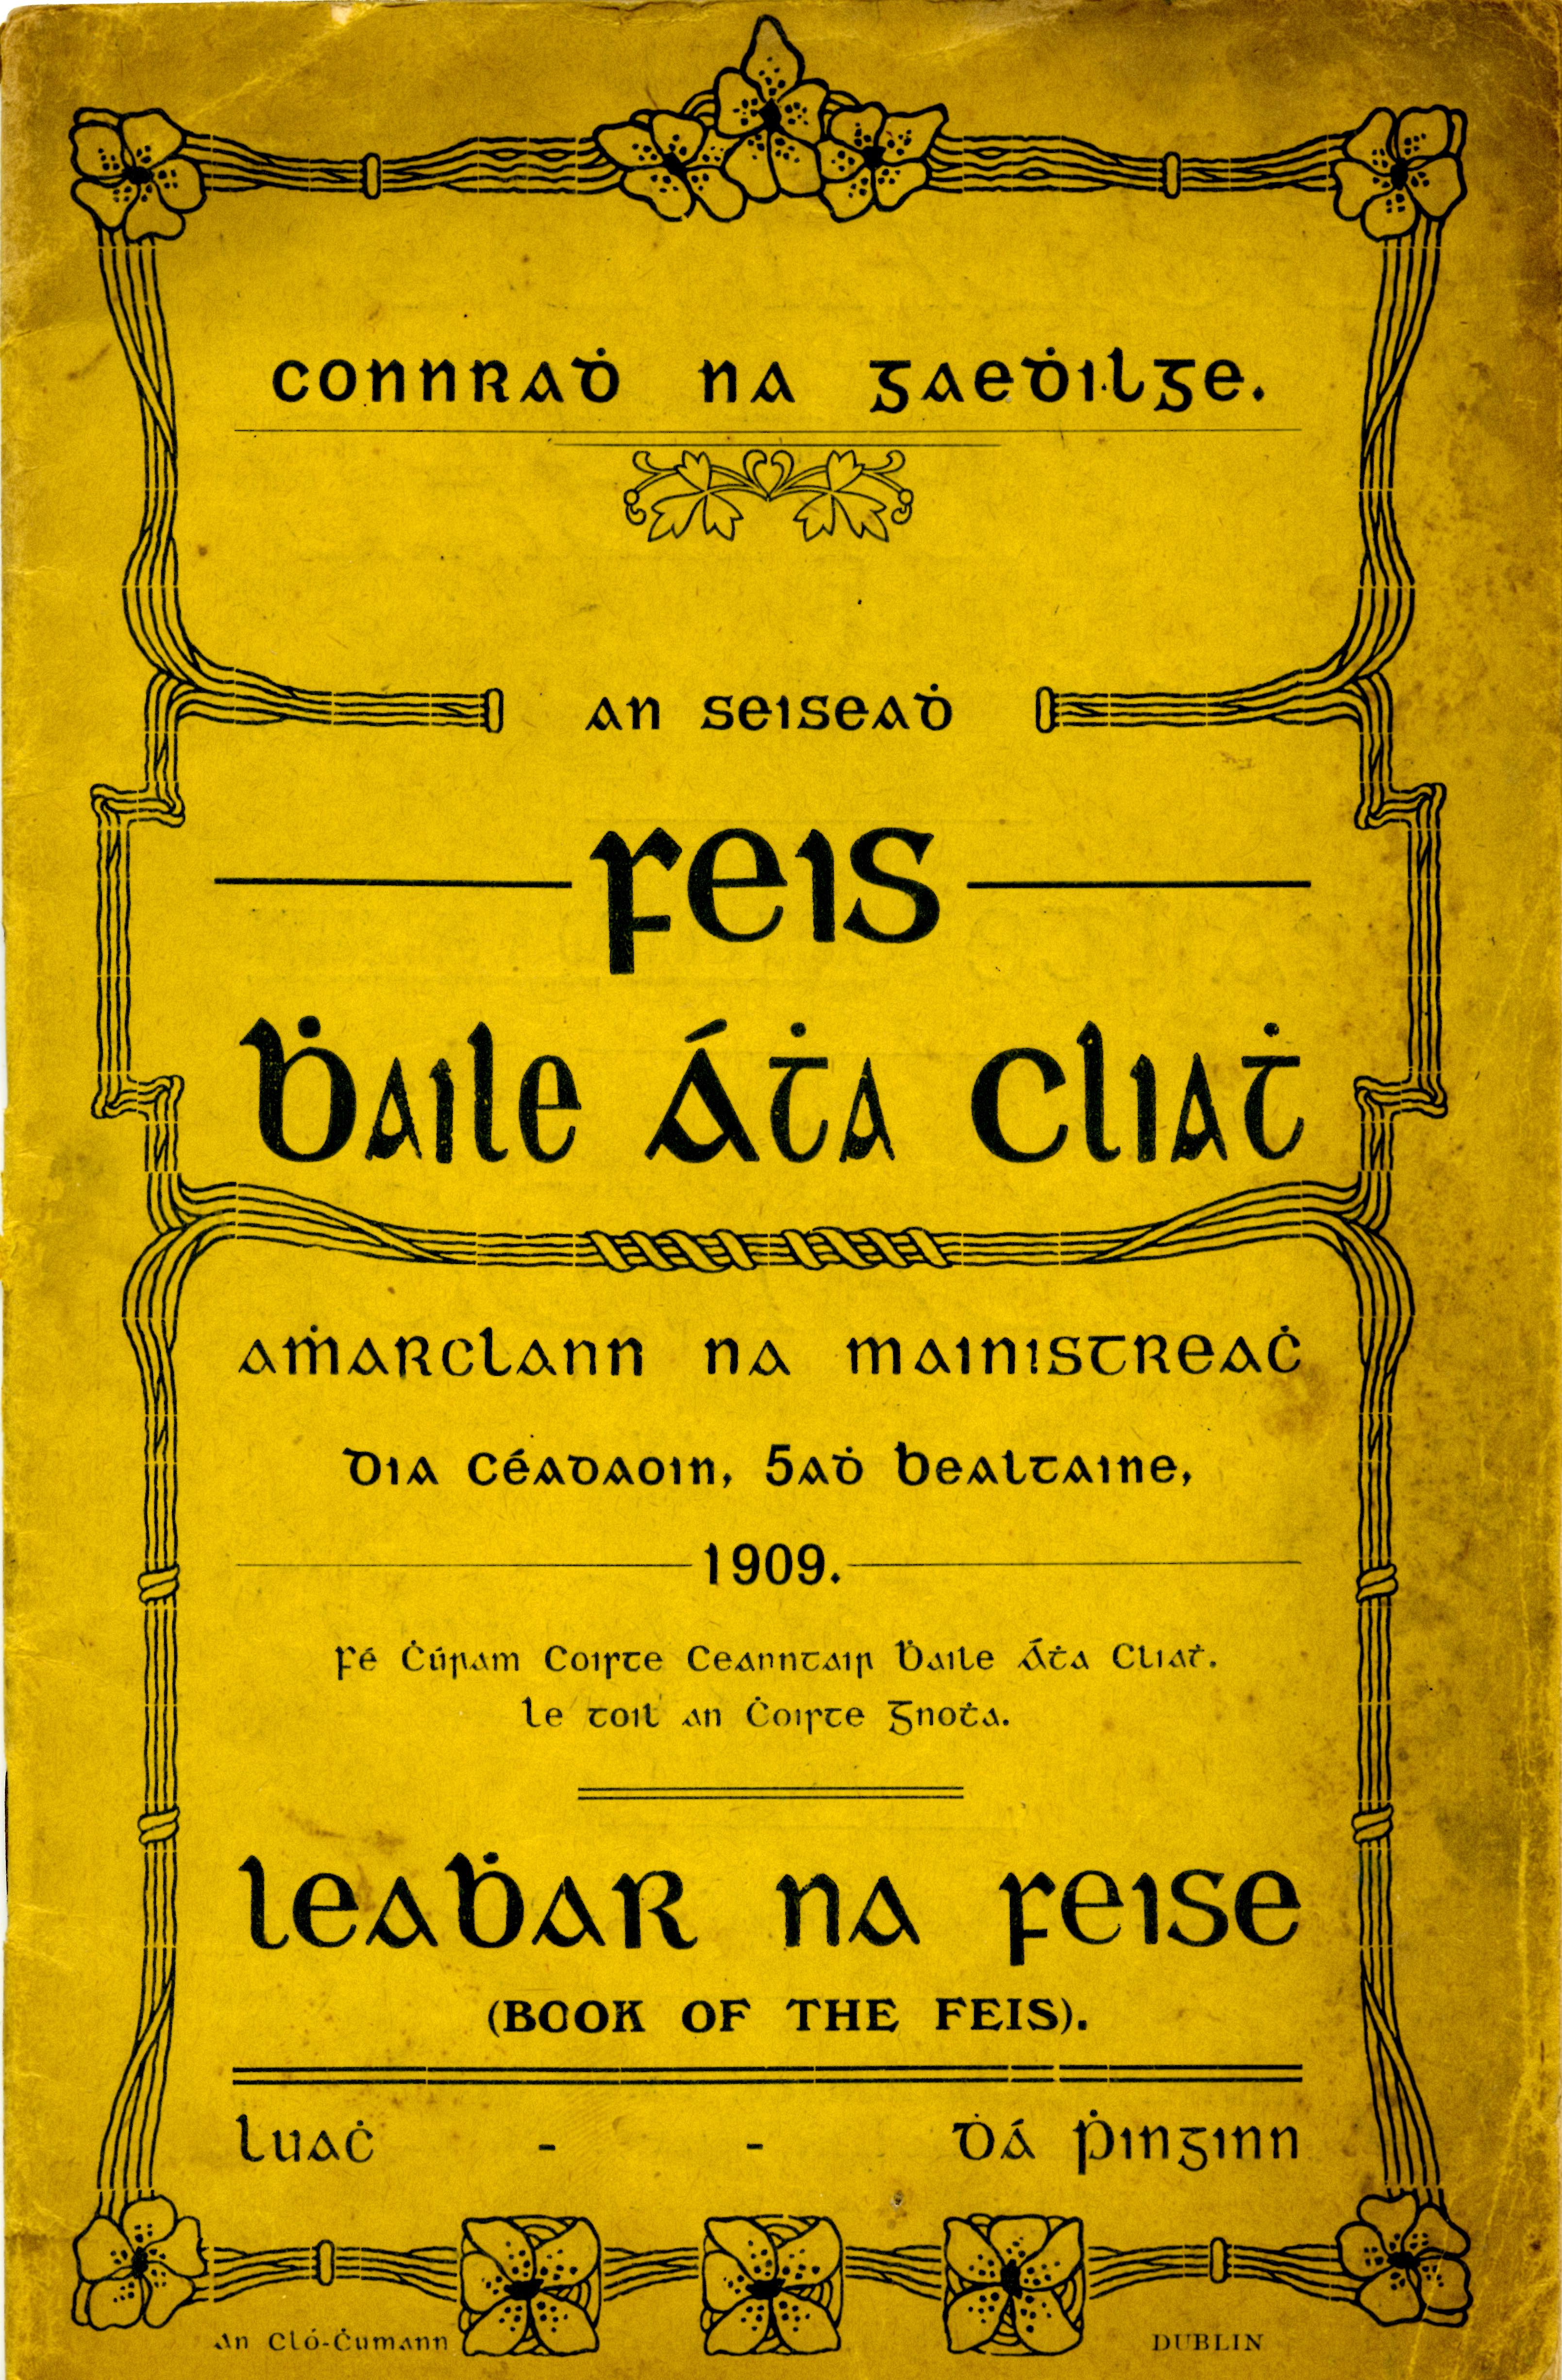 Connraḋ na Gaeḋilge.
An Seiseaḋ
Feis
Ḃaile Áṫa Cliaṫ
Aṁarclann na Mainistreaċ
Dia Céadaoin, 5aḋ Bealtaine,
1909.
Fé Ċúram Coiste Ceanntair Ḃaile Áṫa Cliaṫ.
Le toil an Ċoiste Gnoṫa.
Leaḃar na Feise
(BOOK OF THE FEIS).
Luaċ - - Ḋá Ṗinginn
An Cló-Ċumann DUBLIN